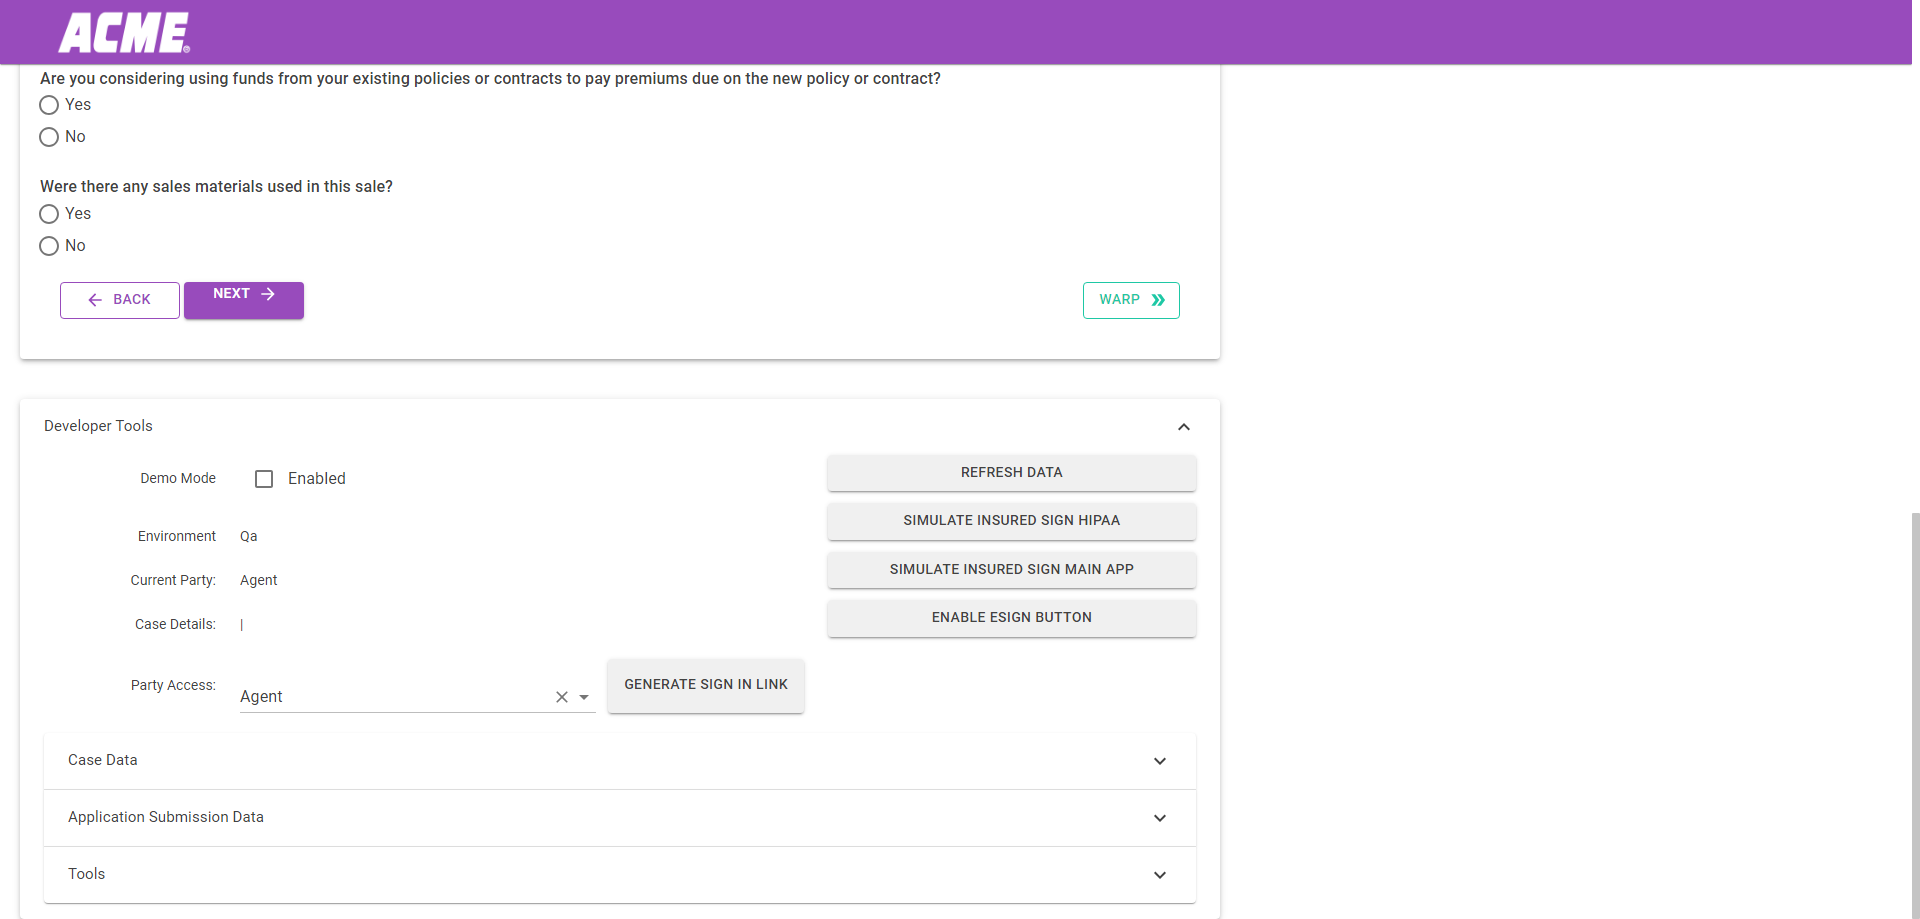 ACME®
Are you considering using funds from your existing policies or contracts to pay premiums due on the new policy or contract?
Yes
No
Were there any sales materials used in this sale?
Yes
No
BACK
NEXT
WARP
Developer Tools
Demo Mode
Enabled
REFRESH DATA
SIMULATE INSURED SIGN HIPAA
Environment
Qa
SIMULATE INSURED SIGN MAIN APP
Current Party:
Agent
ENABLE ESIGN BUTTON
Case Details:
|
Party Access:
Agent
GENERATE SIGN IN LINK
Case Data
Application Submission Data
Tools